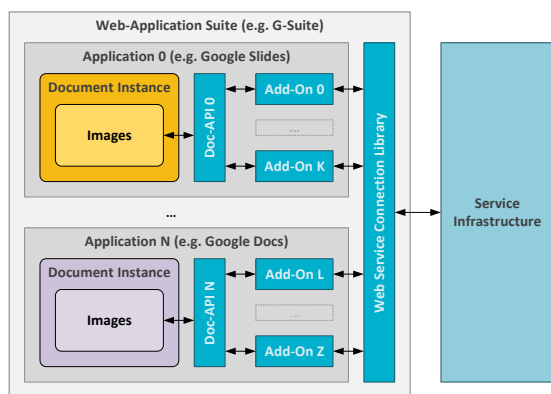 Web-Application Suite (e.g. G-Suite)
Application 0 (e.g. Google Slides)
Document Instance
Images
Doc-API 0
Add-On 0
...
Add-On K
...
Application N (e.g. Google Docs)
Document Instance
Images
Doc-API N
Add-On L
...
Add-On Z
Web Service Connection Library
Service
Infrastructure